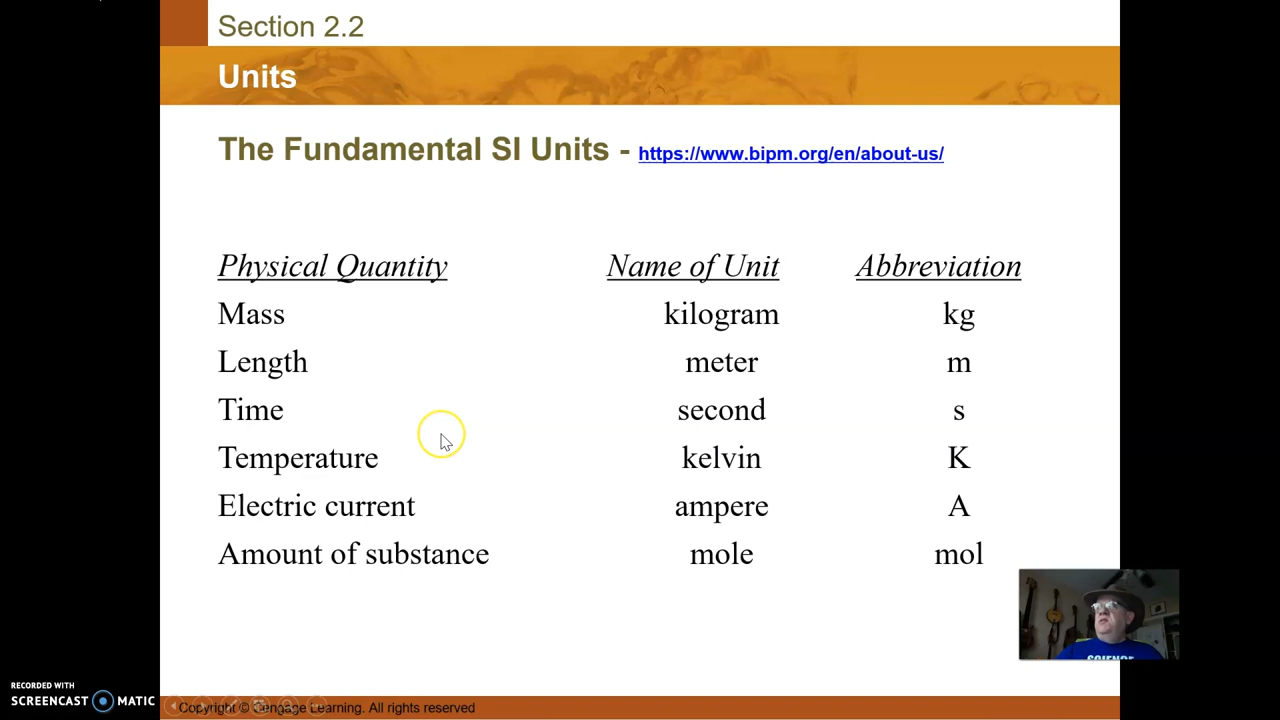 Section 2.2
Units
The Fundamental SI Units - https://www.bipm.org/en/about-us/
Physical Quantity Name of Unit Abbreviation
Mass kilogram kg
Length meter m
Time second s
Temperature kelvin K
Electric current ampere A
Amount of substance mole mol
SCIENCE
RECORDED WITH
SCREENCAST MATIC
Copyright © Cengage Learning. All rights reserved